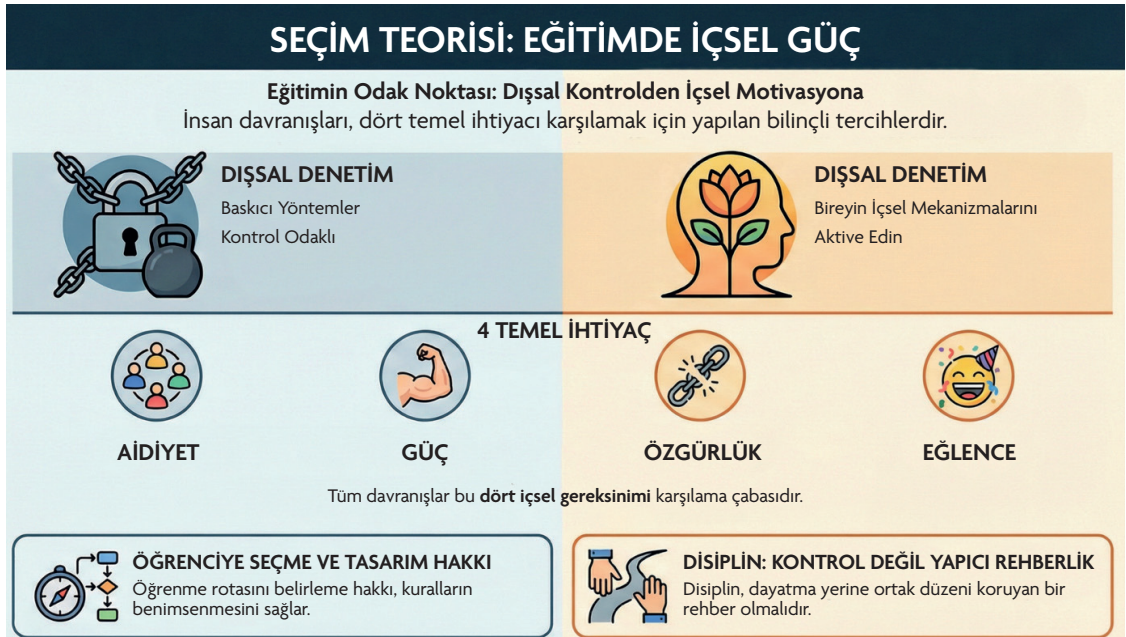 SEÇİM TEORİSİ: EĞİTİMDE İÇSEL GÜÇ
Eğitimin Odak Noktası: Dışsal Kontrolden İçsel Motivasyona
İnsan davranışları, dört temel ihtiyacı karşılamak için yapılan bilinçli tercihlerdir.
DIŞSAL DENETİM
Baskıcı Yöntemler
Kontrol Odaklı
DIŞSAL DENETİM
Bireyin İçsel Mekanizmalarını
Aktive Edin
4 TEMEL İHTİYAÇ
AİDİYET
GÜÇ
ÖZGÜRLÜK
EĞLENCE
Tüm davranışlar bu dört içsel gereksinimi karşılama çabasıdır.
ÖĞRENCİYE SEÇME VE TASARIM HAKKI
Öğrenme rotasını belirleme hakkı, kuralların
benimsenmesini sağlar.
DİSİPLİN: KONTROL DEĞİL YAPICI REHBERLİK
Disiplin, dayatma yerine ortak düzeni koruyan bir
rehber olmalıdır.